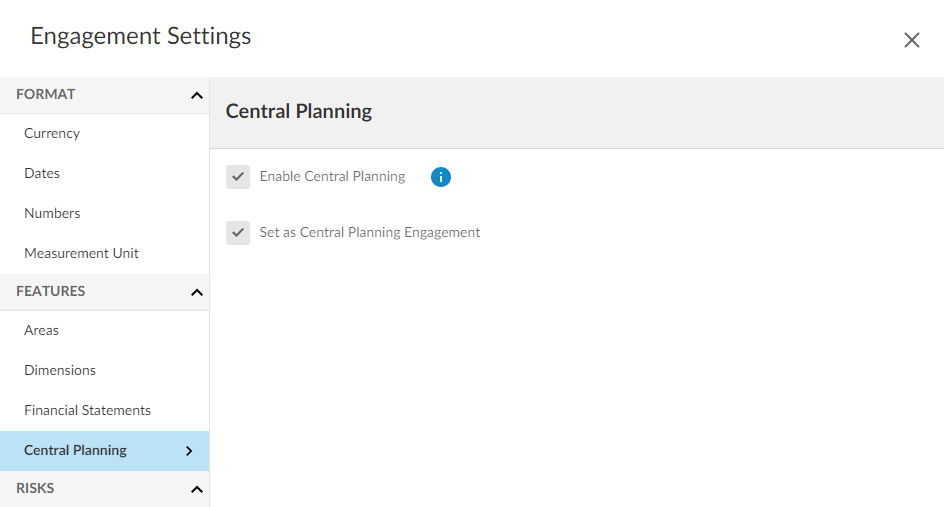 Engagement Settings
FORMAT
Currency
Dates
Numbers
Measurement Unit
FEATURES
Areas
Dimensions
Financial Statements
Central Planning
RISKS
Central Planning
Enable Central Planning
Set as Central Planning Engagement